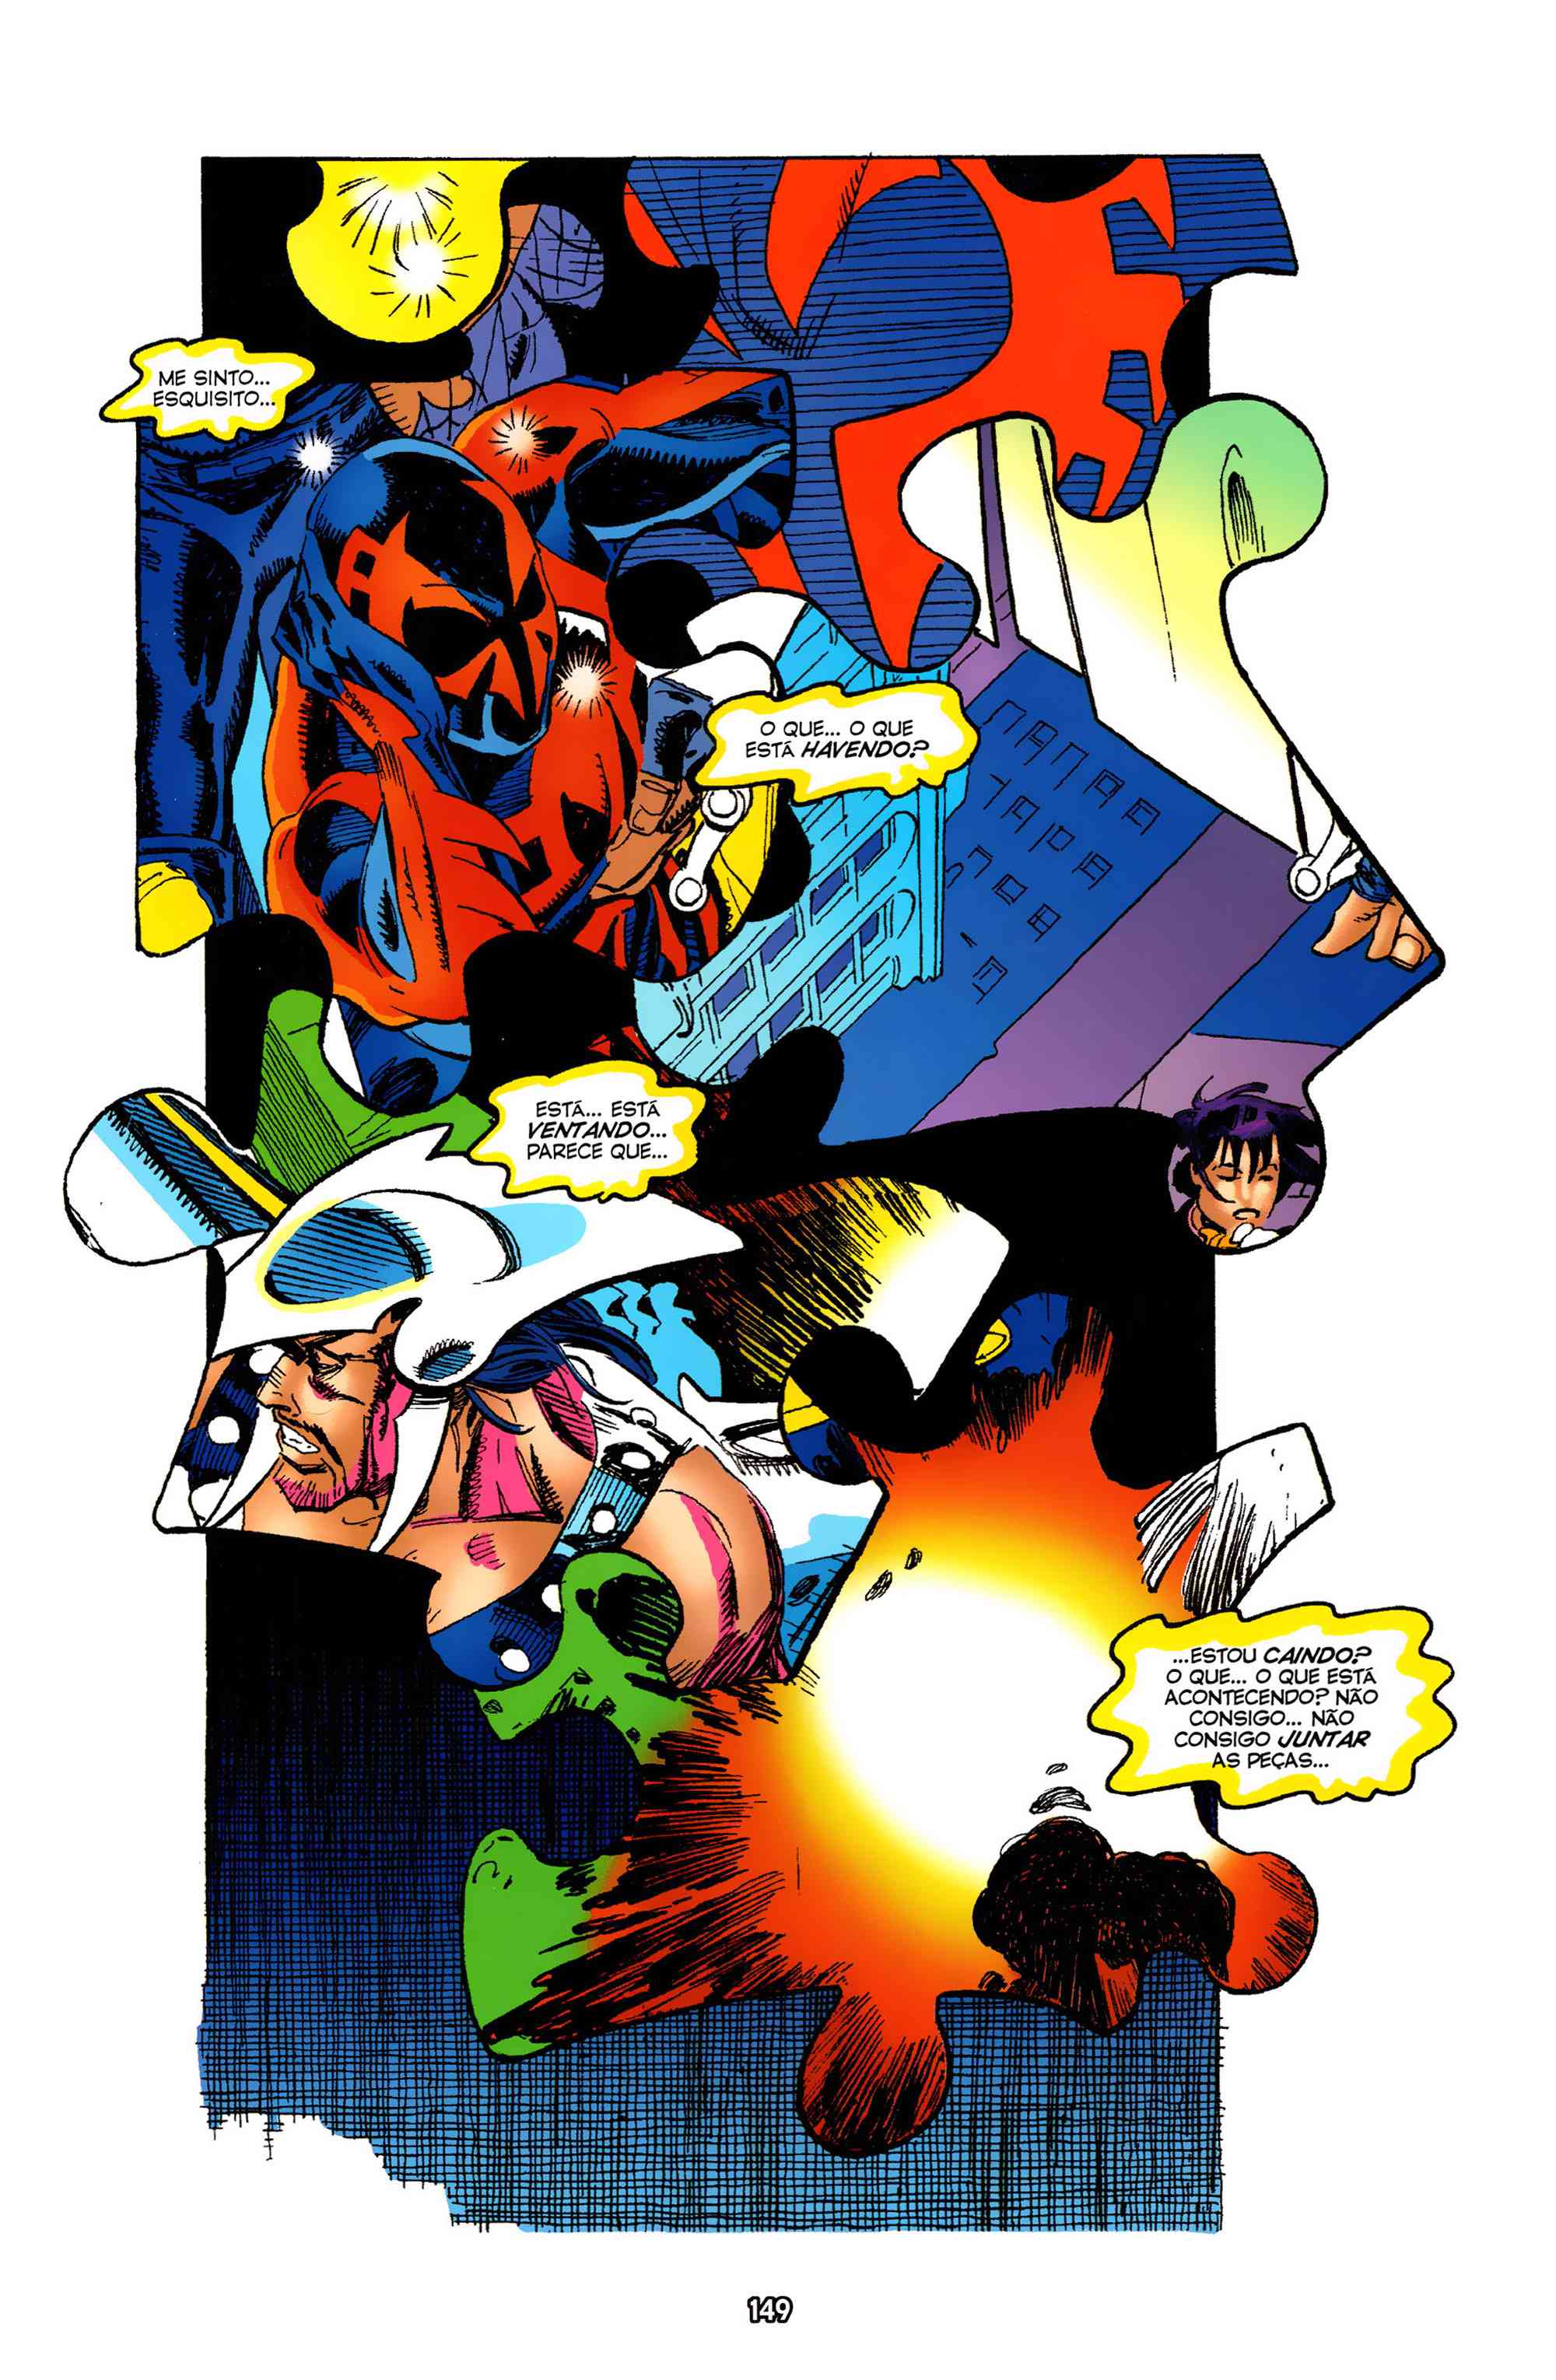 ME SINTO...
ESQUISITO...
O QUE... O QUE
ESTÁ HAVENDO?
ESTÁ... ESTÁ
VENTANDO...
PARECE QUE...
...ESTOU CAINDO?
O QUE... O QUE ESTÁ
ACONTECENDO? NÃO
CONSIGO... NÃO
CONSIGO JUNTAR
AS PEÇAS...
149